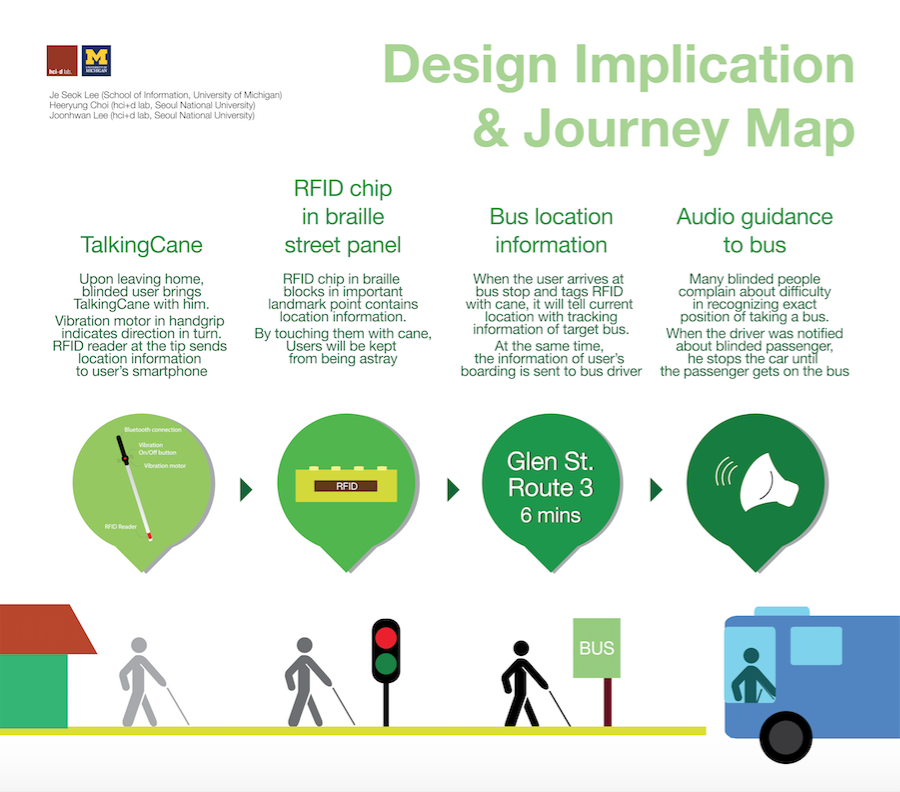 hci+d lab.
M
UNIVERSITY OF
MICHIGAN
Je Seok Lee (School of Information, University of Michigan)
Heeryung Choi (hci+d lab, Seoul National University)
Joonhwan Lee (hci+d lab, Seoul National University)
Design Implication
& Journey Map
TalkingCane
Upon leaving home,
blinded user brings
TalkingCane with him.
Vibration motor in handgrip
indicates direction in turn.
RFID reader at the tip sends
location information
to user's smartphone
RFID chip
in braille
street panel
RFID chip in braille
blocks in important
landmark point contains
location information.
By touching them with cane,
Users will be kept
from being astray
Bus location
information
When the user arrives at
bus stop and tags RFID
with cane, it will tell current
location with tracking
information of target bus.
At the same time,
the information of user's
boarding is sent to bus driver
Audio guidance
to bus
Many blinded people
complain about difficulty
in recognizing exact
position of taking a bus.
When the driver was notified
about blinded passenger,
he stops the car until
the passenger gets on the bus
Bluetooth connection
Vibration
On/Off button
Vibration motor
RFID Reader
RFID
Glen St.
Route 3
6 mins
BUS